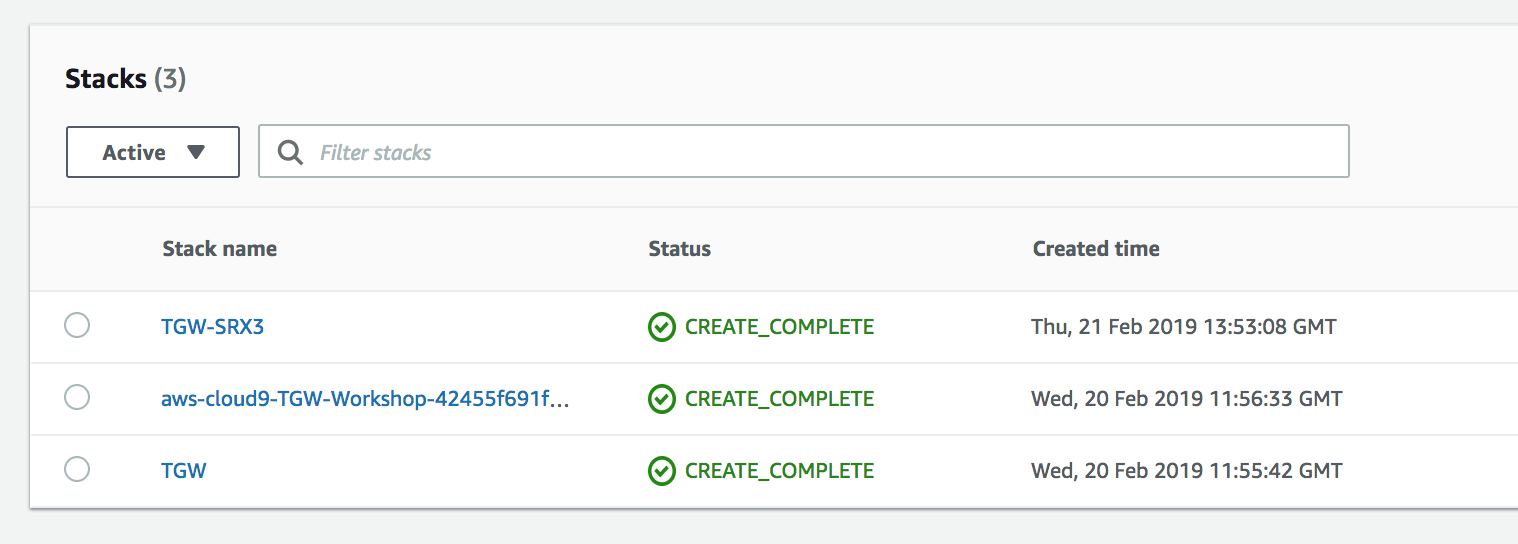 Stacks (3)
Active Filter stacks
Stack name Status Created time
TGW-SRX3 CREATE_COMPLETE Thu, 21 Feb 2019 13:53:08 GMT
aws-cloud9-TGW-Workshop-42455f691f... CREATE_COMPLETE Wed, 20 Feb 2019 11:56:33 GMT
TGW CREATE_COMPLETE Wed, 20 Feb 2019 11:55:42 GMT